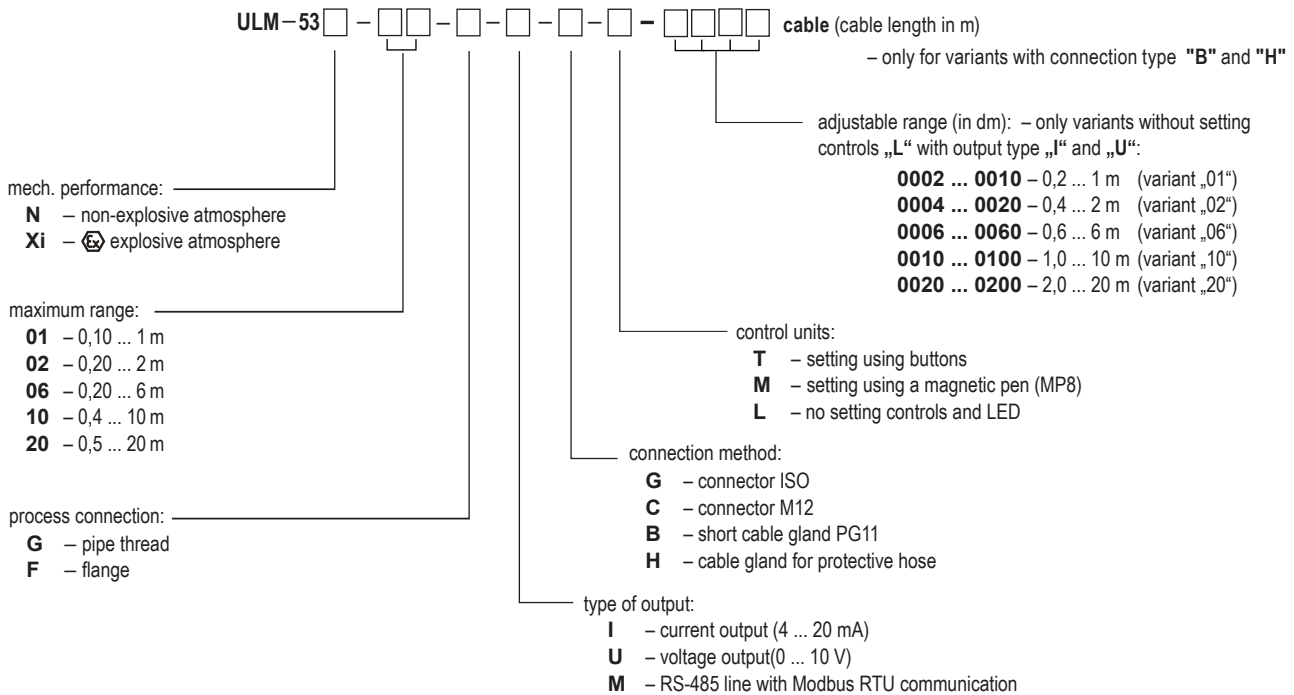 ULM – 53 – – – – – – cable (cable length in m)
– only for variants with connection type "B" and "H"
adjustable range (in dm): – only variants without setting
controls „L“ with output type „I“ and „U“:
0002 ... 0010 – 0,2 ... 1 m (variant „01“)
0004 ... 0020 – 0,4 ... 2 m (variant „02“)
0006 ... 0060 – 0,6 ... 6 m (variant „06“)
0010 ... 0100 – 1,0 ... 10 m (variant „10“)
0020 ... 0200 – 2,0 ... 20 m (variant „20“)
mech. performance:
N – non-explosive atmosphere
Xi – Ex explosive atmosphere
maximum range:
01 – 0,10 ... 1 m
02 – 0,20 ... 2 m
06 – 0,20 ... 6 m
10 – 0,4 ... 10 m
20 – 0,5 ... 20 m
control units:
T – setting using buttons
M – setting using a magnetic pen (MP8)
L – no setting controls and LED
connection method:
G – connector ISO
C – connector M12
B – short cable gland PG11
H – cable gland for protective hose
process connection:
G – pipe thread
F – flange
type of output:
I – current output (4 ... 20 mA)
U – voltage output(0 ... 10 V)
M – RS-485 line with Modbus RTU communication